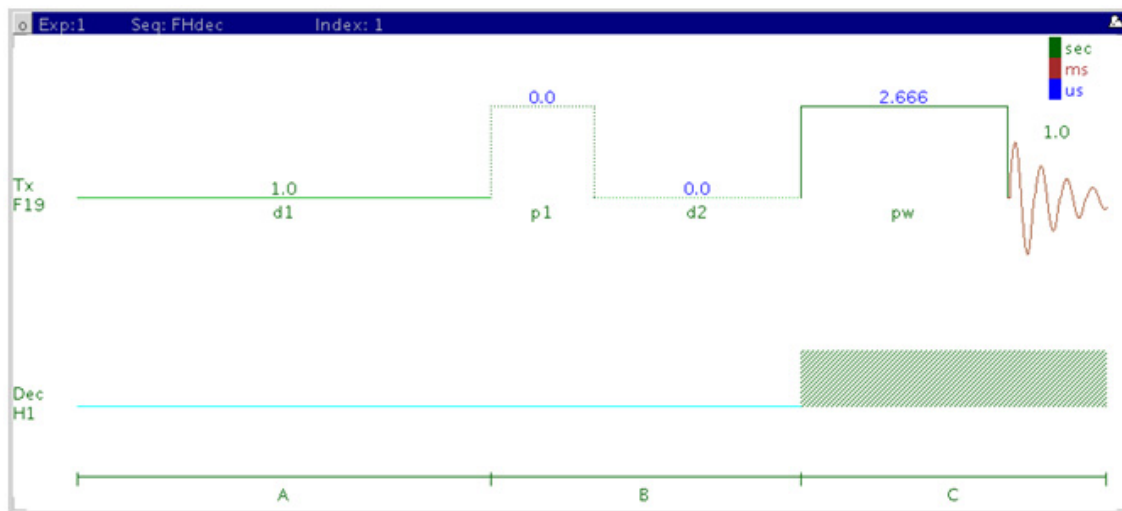 o Exp:1 Seq: FHdec Index: 1
sec
ms
us
0.0 2.666
1.0
Tx
F19
1.0 0.0
d1 p1 d2 pw
Dec
H1
A B C